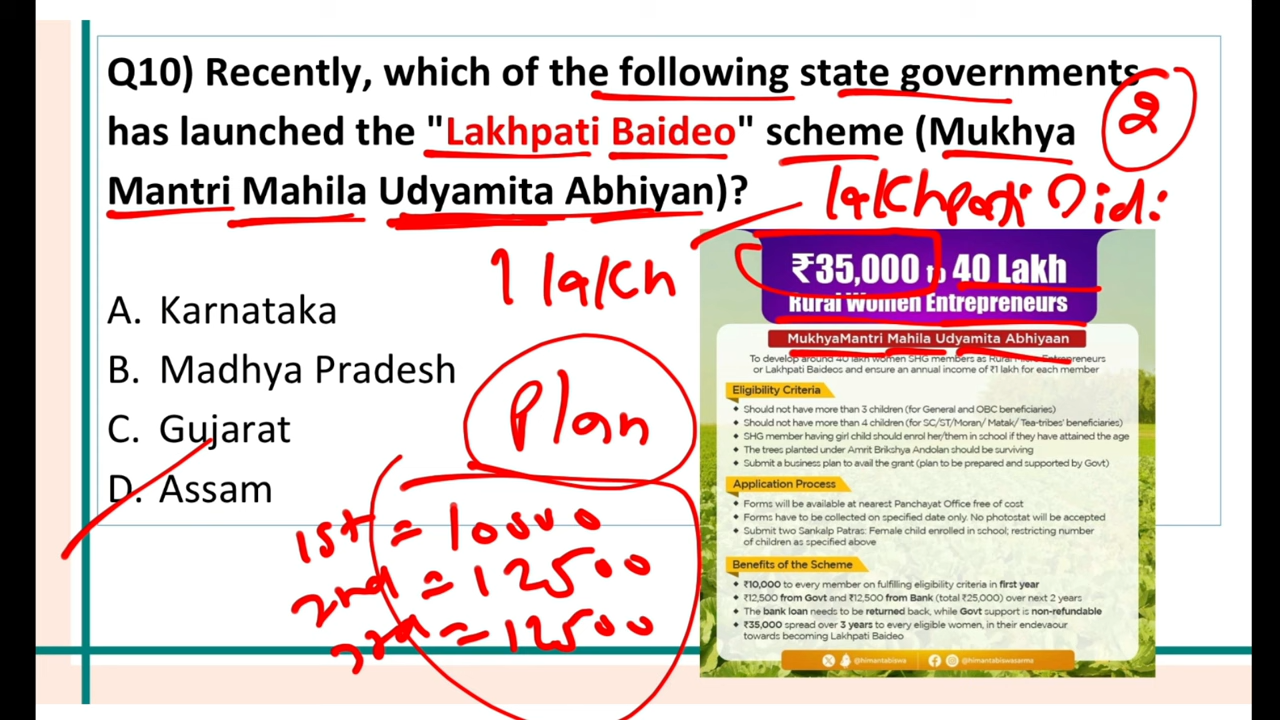 Q10) Recently, which of the following state governments
has launched the "Lakhpati Baideo" scheme (Mukhya
Mantri Mahila Udyamita Abhiyan)?
2
lakhpati Didi
1 lakh
A. Karnataka
B. Madhya Pradesh
C. Gujarat
D. Assam
Plan
1st = 10000
2nd = 12500
3rd = 12500
₹35,000 to 40 Lakh
Rural Women Entrepreneurs
MukhyaMantri Mahila Udyamita Abhiyaan
To develop around 40 lakh women SHG members as Rural Micro Entrepreneurs
or Lakhpati Baideos and ensure an annual income of ₹1 lakh for each member
Eligibility Criteria
Should not have more than 3 children (for General and OBC beneficiaries)
Should not have more than 4 children (for SC/ST/Moran/ Matak/ Tea-tribes' beneficiaries)
SHG member having girl child should enrol her/them in school if they have attained the age
The trees planted under Amrit Brikshya Andolan should be surviving
Submit a business plan to avail the grant (plan to be prepared and supported by Govt)
Application Process
Forms will be available at nearest Panchayat Office free of cost
Forms have to be collected on specified date only. No photostat will be accepted
Submit two Sankalp Patras: Female child enrolled in school; restricting number
of children as specified above
Benefits of the Scheme
₹10,000 to every member on fulfilling eligibility criteria in first year
₹12,500 from Govt and ₹12,500 from Bank (total ₹25,000) over next 2 years
The bank loan needs to be returned back, while Govt support is non-refundable
₹35,000 spread over 3 years to every eligible women, in their endeavour
towards becoming Lakhpati Baideo
@himantabiswa
@himantabiswasarma